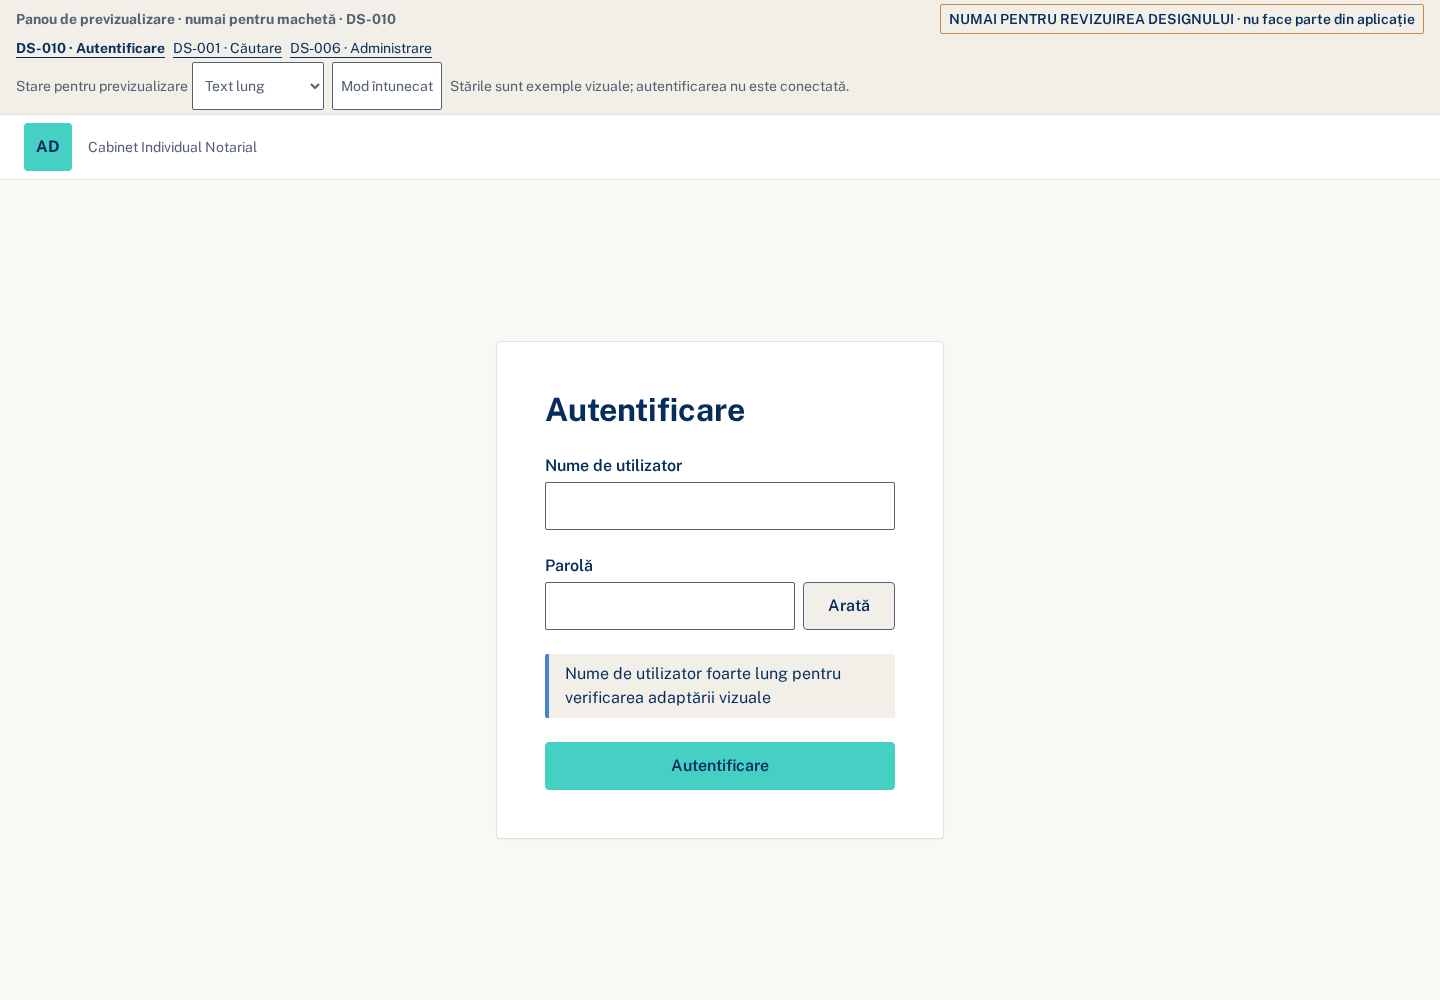 Panou de previzualizare · numai pentru machetă · DS-010
NUMAI PENTRU REVIZUIREA DESIGNULUI · nu face parte din aplicație
DS-010 · Autentificare DS-001 · Căutare DS-006 · Administrare
Stare pentru previzualizare Text lung Mod întunecat Stările sunt exemple vizuale; autentificarea nu este conectată.
AD Cabinet Individual Notarial
Autentificare
Nume de utilizator
Parolă
Arată
Nume de utilizator foarte lung pentru
verificarea adaptării vizuale
Autentificare